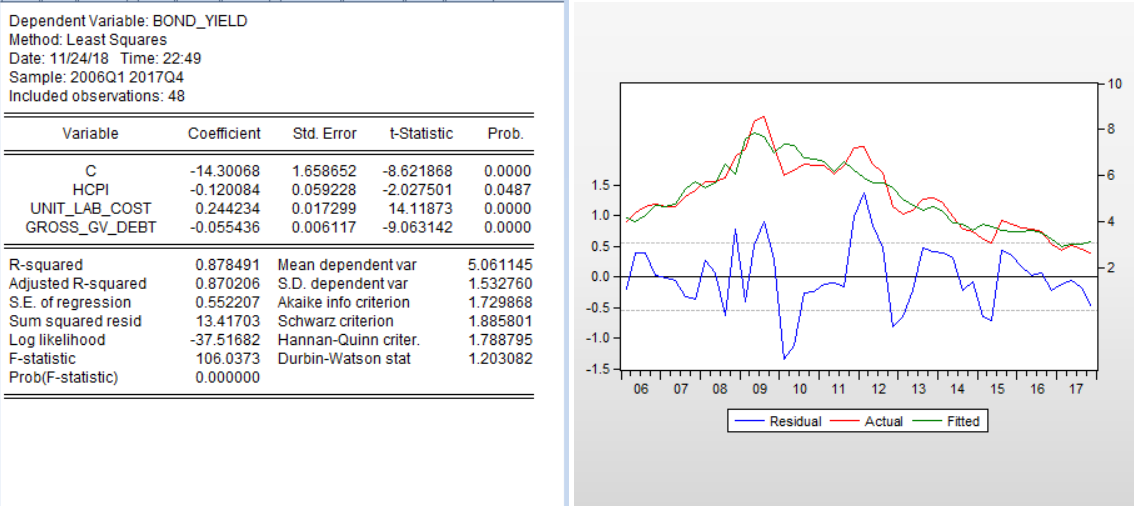 Dependent Variable: BOND_YIELD
Method: Least Squares
Date: 11/24/18 Time: 22:49
Sample: 2006Q1 2017Q4
Included observations: 48
Variable Coefficient Std. Error t-Statistic Prob.
C -14.30068 1.658652 -8.621868 0.0000
HCPI -0.120084 0.059228 -2.027501 0.0487
UNIT_LAB_COST 0.244234 0.017299 14.11873 0.0000
GROSS_GV_DEBT -0.055436 0.006117 -9.063142 0.0000
R-squared 0.878491 Mean dependent var 5.061145
Adjusted R-squared 0.870206 S.D. dependent var 1.532760
S.E. of regression 0.552207 Akaike info criterion 1.729868
Sum squared resid 13.41703 Schwarz criterion 1.885801
Log likelihood -37.51682 Hannan-Quinn criter. 1.788795
F-statistic 106.0373 Durbin-Watson stat 1.203082
Prob(F-statistic) 0.000000
10
8
6
4
2
1.5
1.0
0.5
0.0
-0.5
-1.0
-1.5
06 07 08 09 10 11 12 13 14 15 16 17
Residual Actual Fitted